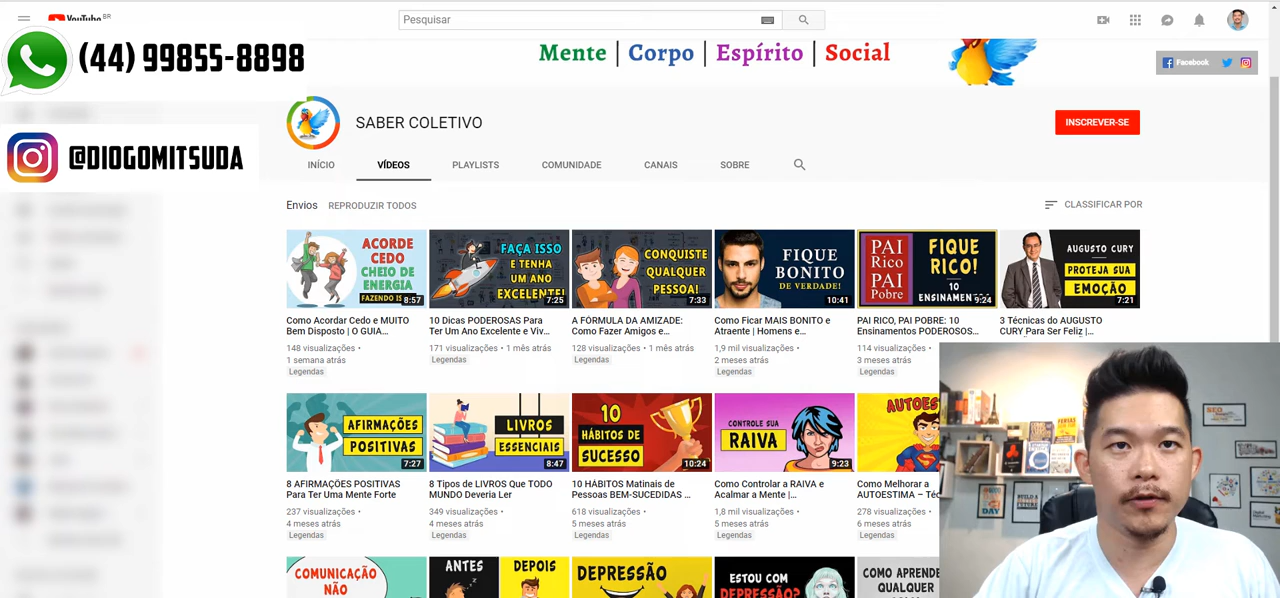 YouTube BR
Pesquisar
(44) 99855-8898
Mente | Corpo | Espírito | Social
Facebook
SABER COLETIVO
INSCREVER-SE
@DIOGOMITSUDA
INÍCIO
VÍDEOS
PLAYLISTS
COMUNIDADE
CANAIS
SOBRE
Envios
REPRODUZIR TODOS
CLASSIFICAR POR
ACORDE
CEDO
CHEIO DE
ENERGIA
FAZENDO IS
8:57
Como Acordar Cedo e MUITO
Bem Disposto | O GUIA...
148 visualizações •
1 semana atrás
Legendas
FAÇA ISSO
E TENHA
UM ANO
EXCELENTE!
7:25
10 Dicas PODEROSAS Para
Ter Um Ano Excelente e Viv...
171 visualizações • 1 mês atrás
Legendas
CONQUISTE
QUALQUER
PESSOA!
7:33
A FÓRMULA DA AMIZADE:
Como Fazer Amigos e...
128 visualizações • 1 mês atrás
Legendas
FIQUE
BONITO
DE VERDADE!
10:41
Como Ficar MAIS BONITO e
Atraente | Homens e...
1,9 mil visualizações •
2 meses atrás
Legendas
PAI
Rico
PAI
Pobre
FIQUE
RICO!
10
ENSINAMEN
9:24
PAI RICO, PAI POBRE: 10
Ensinamentos PODEROSOS...
114 visualizações •
3 meses atrás
Legendas
AUGUSTO CURY
PROTEJA SUA
EMOÇÃO
7:21
3 Técnicas do AUGUSTO
CURY Para Ser Feliz |...
AFIRMAÇÕES
POSITIVAS
7:27
8 AFIRMAÇÕES POSITIVAS
Para Ter Uma Mente Forte
237 visualizações •
4 meses atrás
Legendas
LIVROS
ESSENCIAIS
8:47
8 Tipos de LIVROS Que TODO
MUNDO Deveria Ler
349 visualizações •
4 meses atrás
Legendas
10
HÁBITOS DE
SUCESSO
10:24
10 HÁBITOS Matinais de
Pessoas BEM-SUCEDIDAS ...
618 visualizações •
5 meses atrás
Legendas
CONTROLE SUA
RAIVA
9:23
Como Controlar a RAIVA e
Acalmar a Mente |...
1,8 mil visualizações •
5 meses atrás
Legendas
AUTOES
Como Melhorar a
AUTOESTIMA – Téc
278 visualizações •
6 meses atrás
Legendas
COMUNICAÇÃO
NÃO
ANTES
DEPOIS
DEPRESSÃO
ESTOU COM
DEPRESSÃO?
COMO APREND
QUALQUER